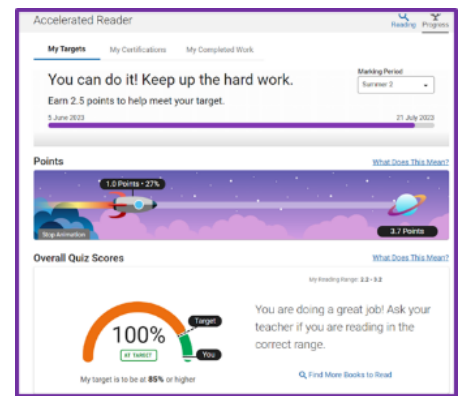 Accelerated Reader
Reading
Progress
My Targets My Certifications My Completed Work
You can do it! Keep up the hard work.
Earn 2.5 points to help meet your target.
Marking Period
Summer 2
5 June 2023 21 July 2023
Points What Does This Mean?
1.0 Points • 27%
Stop Animation
3.7 Points
Overall Quiz Scores What Does This Mean?
100%
AT TARGET
Target
You
My target is to be at 85% or higher
My Reading Range:
You are doing a great job! Ask your
teacher if you are reading in the
correct range.
Find More Books to Read